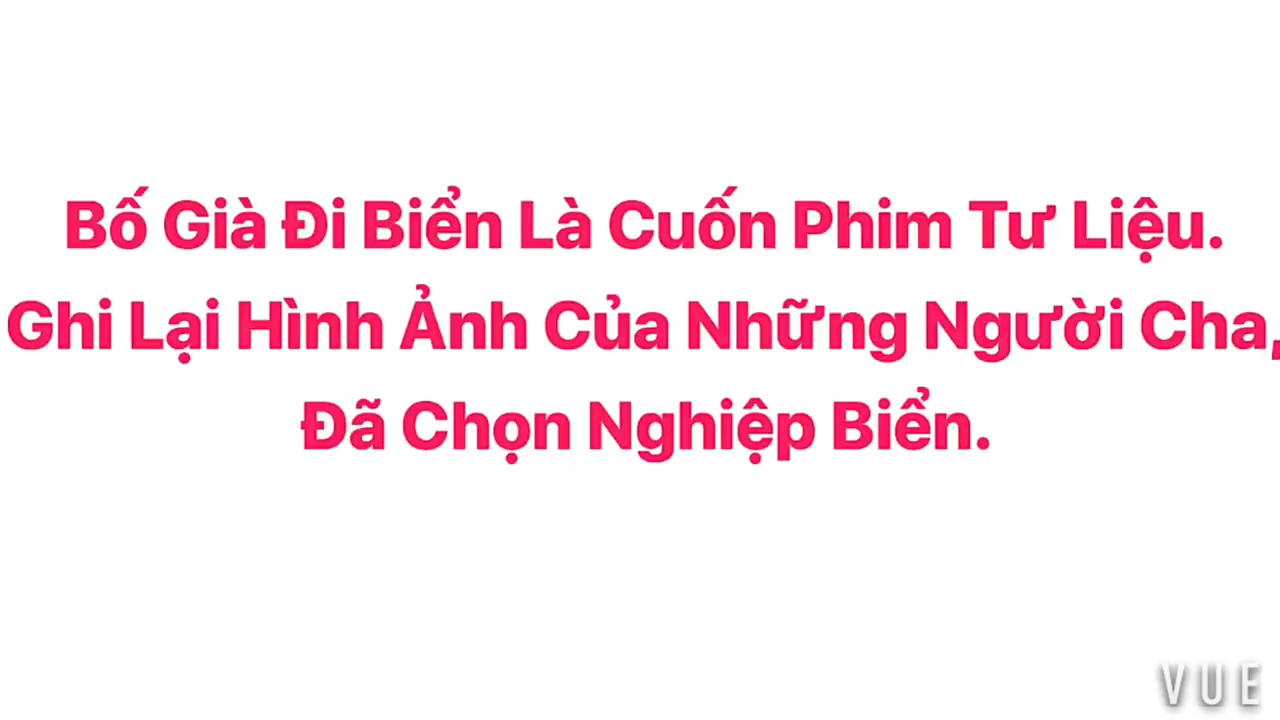 Bố Già Đi Biển Là Cuốn Phim Tư Liệu.
Ghi Lại Hình Ảnh Của Những Người Cha,
Đã Chọn Nghiệp Biển.
VUE